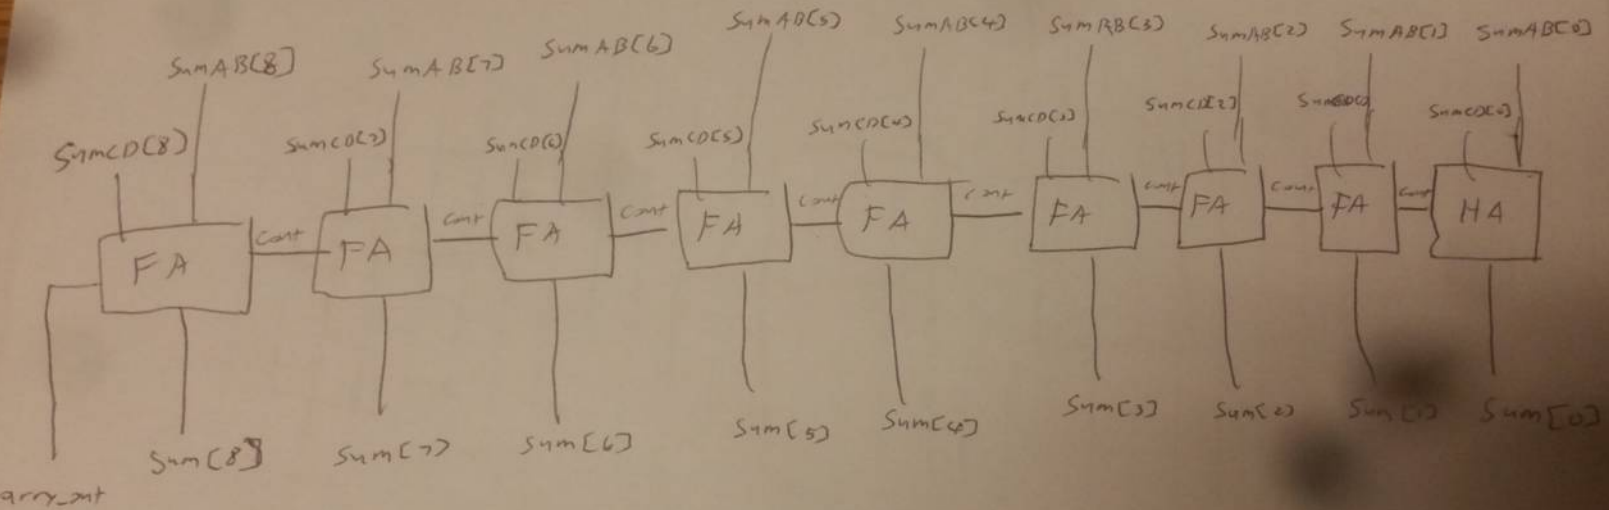 SumAB[8] SumAB[7] SumAB[6] SumAB[5] SumAB[4] SumAB[3] SumAB[2] SumAB[1] SumAB[0]
SumCD[8] SumCD[7] SumCD[6] SumCD[5] SumCD[4] SumCD[3] SumCD[2] SumCD[0]
FA Cout FA Cout FA Cout FA Cout FA Cout FA Cout FA Cout FA Cout HA
Sum[8] Sum[7] Sum[6] Sum[5] Sum[4] Sum[3] Sum[2] Sum[1] Sum[0]
arry_out